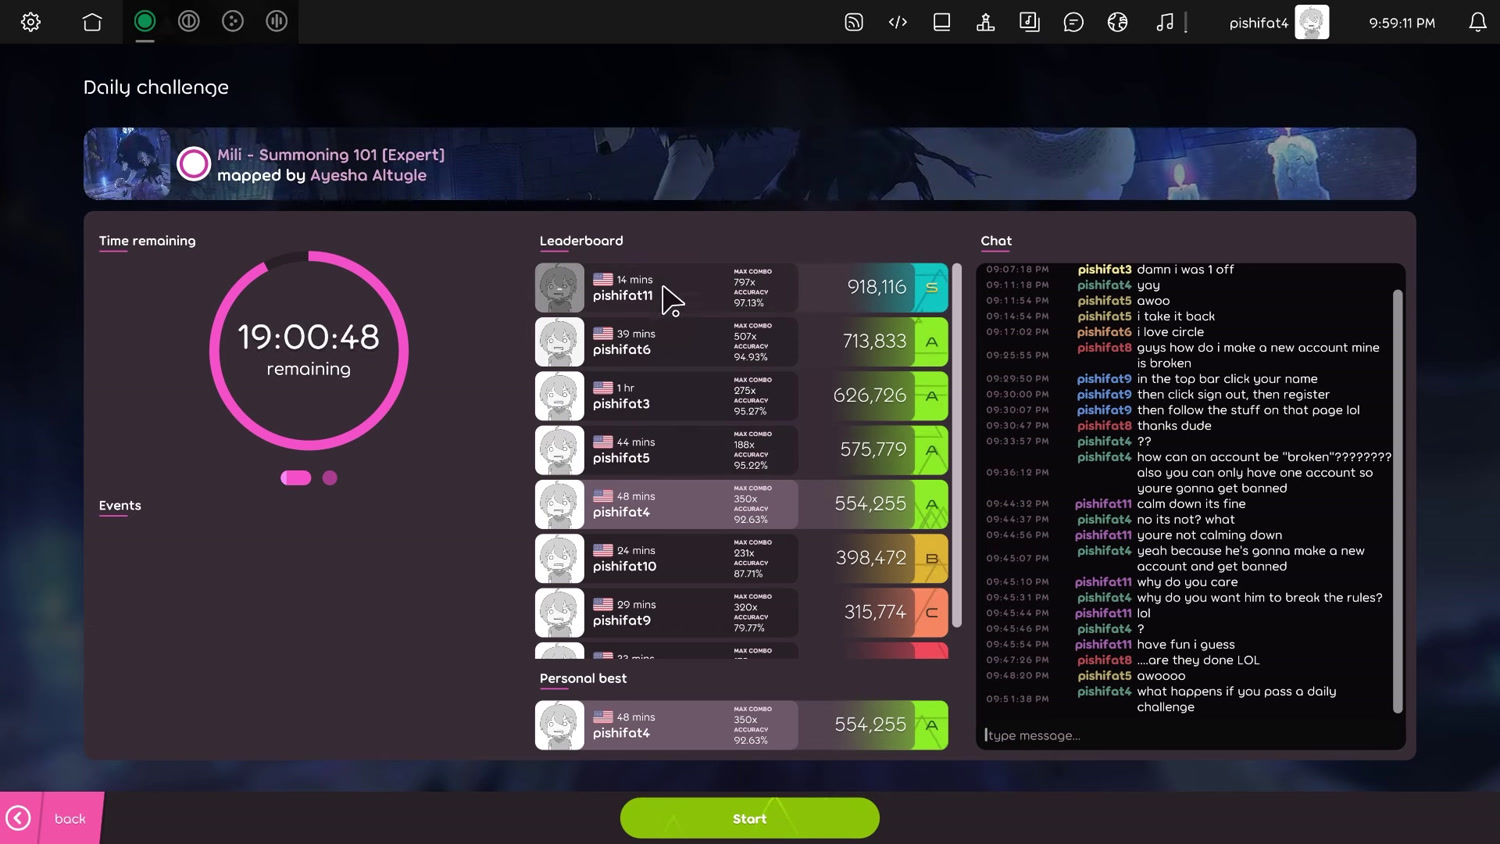 pishifat4
9:59:11 PM
Daily challenge
Mili - Summoning 101 [Expert]
mapped by Ayesha Altugle
Time remaining
19:00:48
remaining
Events
Leaderboard
14 mins
pishifat11
MAX COMBO
797x
ACCURACY
97.13%
918,116
S
39 mins
pishifat6
MAX COMBO
507x
ACCURACY
94.93%
713,833
A
1 hr
pishifat3
MAX COMBO
275x
ACCURACY
95.27%
626,726
A
44 mins
pishifat5
MAX COMBO
188x
ACCURACY
95.22%
575,779
A
48 mins
pishifat4
MAX COMBO
350x
ACCURACY
92.63%
554,255
A
24 mins
pishifat10
MAX COMBO
231x
ACCURACY
87.71%
398,472
B
29 mins
pishifat9
MAX COMBO
320x
ACCURACY
79.77%
315,774
C
MAX COMBO
Personal best
48 mins
pishifat4
MAX COMBO
350x
ACCURACY
92.63%
554,255
A
Chat
09:07:18 PM pishifat3 damn i was 1 off
09:11:18 PM pishifat4 yay
09:11:54 PM pishifat5 awoo
09:14:54 PM pishifat5 i take it back
09:17:02 PM pishifat6 i love circle
09:25:55 PM pishifat8 guys how do i make a new account mine
is broken
09:29:50 PM pishifat9 in the top bar click your name
09:30:00 PM pishifat9 then click sign out, then register
09:30:07 PM pishifat9 then follow the stuff on that page lol
09:30:47 PM pishifat8 thanks dude
09:33:57 PM pishifat4 ??
09:36:12 PM pishifat4 how can an account be "broken"????????
also you can only have one account so
youre gonna get banned
09:44:32 PM pishifat11 calm down its fine
09:44:37 PM pishifat4 no its not? what
09:44:56 PM pishifat11 youre not calming down
09:45:07 PM pishifat4 yeah because he's gonna make a new
account and get banned
09:45:10 PM pishifat11 why do you care
09:45:31 PM pishifat4 why do you want him to break the rules?
09:45:44 PM pishifat11 lol
09:45:46 PM pishifat4 ?
09:45:54 PM pishifat11 have fun i guess
09:47:26 PM pishifat8 ....are they done LOL
09:48:20 PM pishifat5 awoooo
09:51:38 PM pishifat4 what happens if you pass a daily
challenge
type message...
back
Start